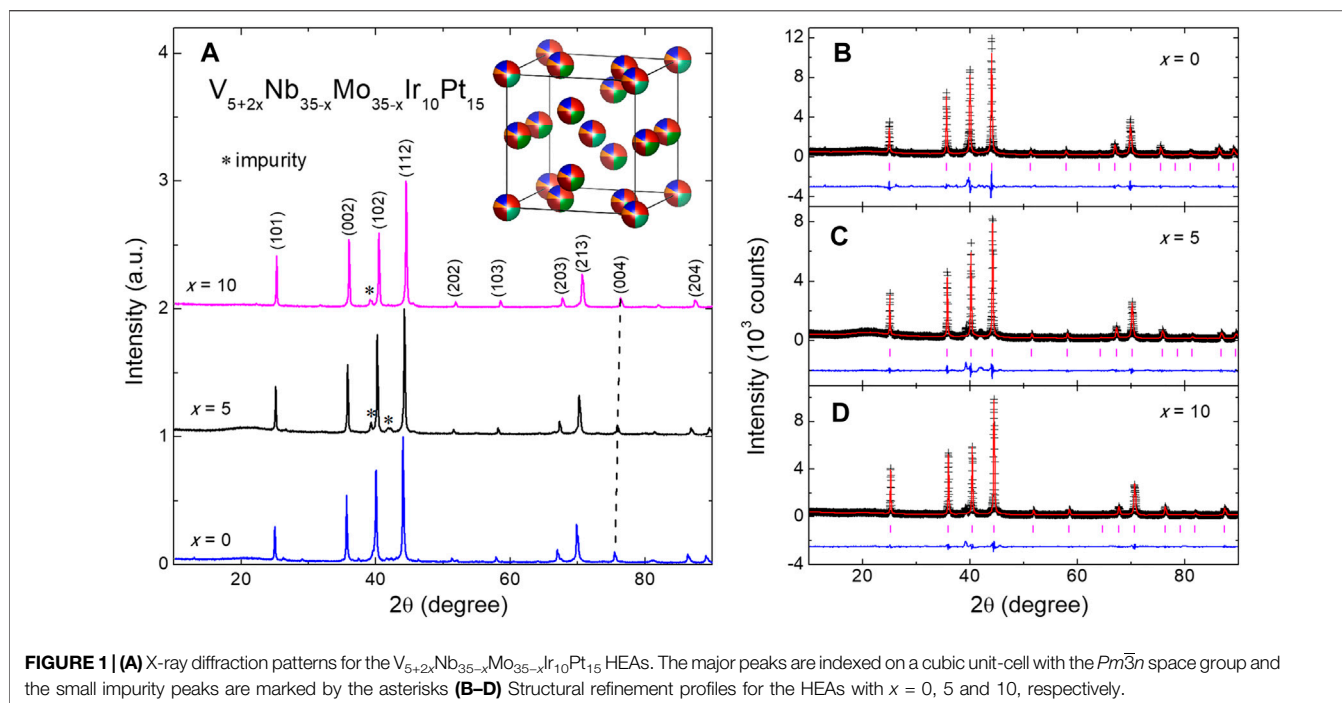 A
V5+2xNb35-xMo35-xIr10Pt15
* impurity
(101)
(002)
(102)
(112)
(202)
(103)
(203)
(213)
(004)
(204)
x = 10
*
x = 5
* *
x = 0
4
3
2
1
0
Intensity (a.u.)
20 40 60 80
2θ (degree)
B
x = 0
12
8
4
0
-4
C
x = 5
8
4
0
D
x = 10
8
4
0
-4
Intensity (10³ counts)
20 40 60 80
2θ (degree)
FIGURE 1 | (A) X-ray diffraction patterns for the V5+2xNb35−xMo35−xIr10Pt15 HEAs. The major peaks are indexed on a cubic unit-cell with the Pm3̅n space group and
the small impurity peaks are marked by the asterisks (B–D) Structural refinement profiles for the HEAs with x = 0, 5 and 10, respectively.